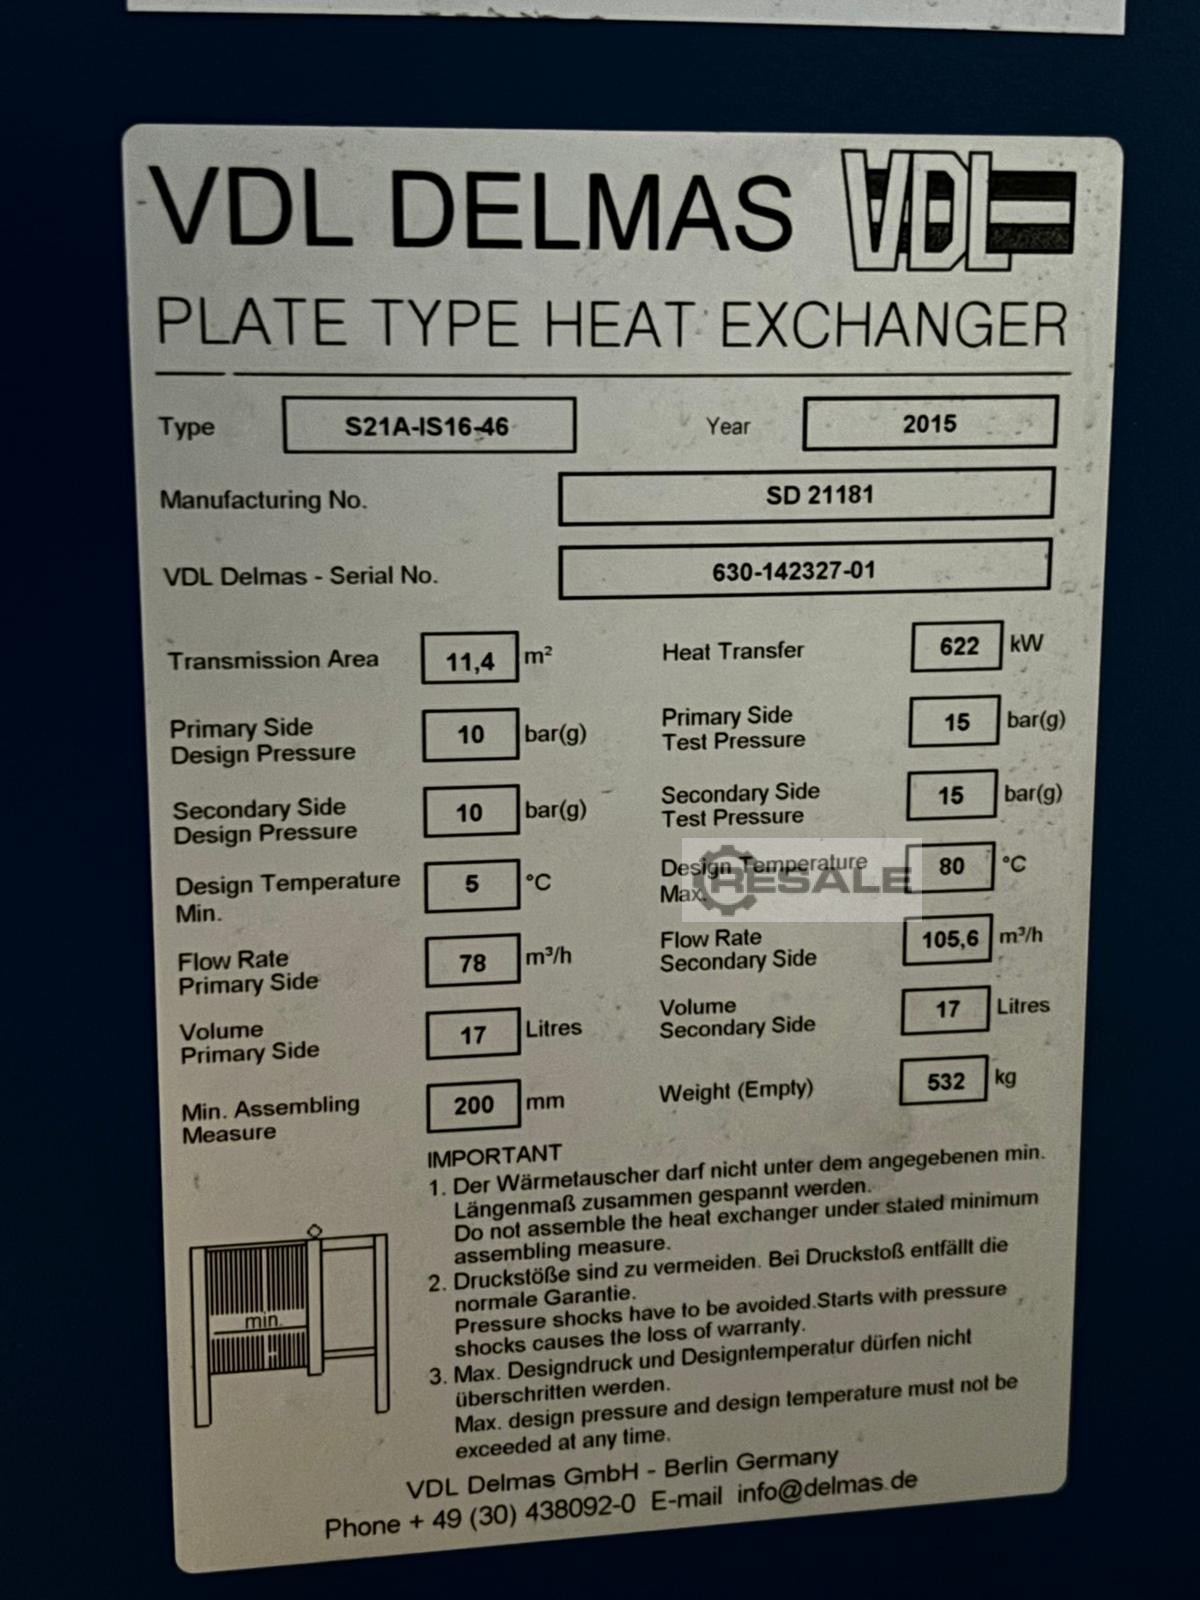 VDL DELMAS VDL
PLATE TYPE HEAT EXCHANGER
Type S21A-IS16-46 Year 2015
Manufacturing No. SD 21181
VDL Delmas - Serial No. 630-142327-01
Transmission Area 11,4 m² Heat Transfer 622 kW
Primary Side
Design Pressure 10 bar(g)
Primary Side
Test Pressure 15 bar(g)
Secondary Side
Design Pressure 10 bar(g)
Secondary Side
Test Pressure 15 bar(g)
Design Temperature
Min. 5 °C
Design Temperature
Max. 80 °C
RESALE
Flow Rate
Primary Side 78 m³/h
Flow Rate
Secondary Side 105,6 m³/h
Volume
Primary Side 17 Litres
Volume
Secondary Side 17 Litres
Min. Assembling
Measure 200 mm
Weight (Empty) 532 kg
IMPORTANT
1. Der Wärmetauscher darf nicht unter dem angegebenen min.
Längenmaß zusammen gespannt werden.
Do not assemble the heat exchanger under stated minimum
assembling measure.
2. Druckstöße sind zu vermeiden. Bei Druckstoß entfällt die
normale Garantie.
Pressure shocks have to be avoided.Starts with pressure
shocks causes the loss of warranty.
3. Max. Designdruck und Designtemperatur dürfen nicht
überschritten werden.
Max. design pressure and design temperature must not be
exceeded at any time.
min.
VDL Delmas GmbH - Berlin Germany
Phone + 49 (30) 438092-0 E-mail info@delmas.de